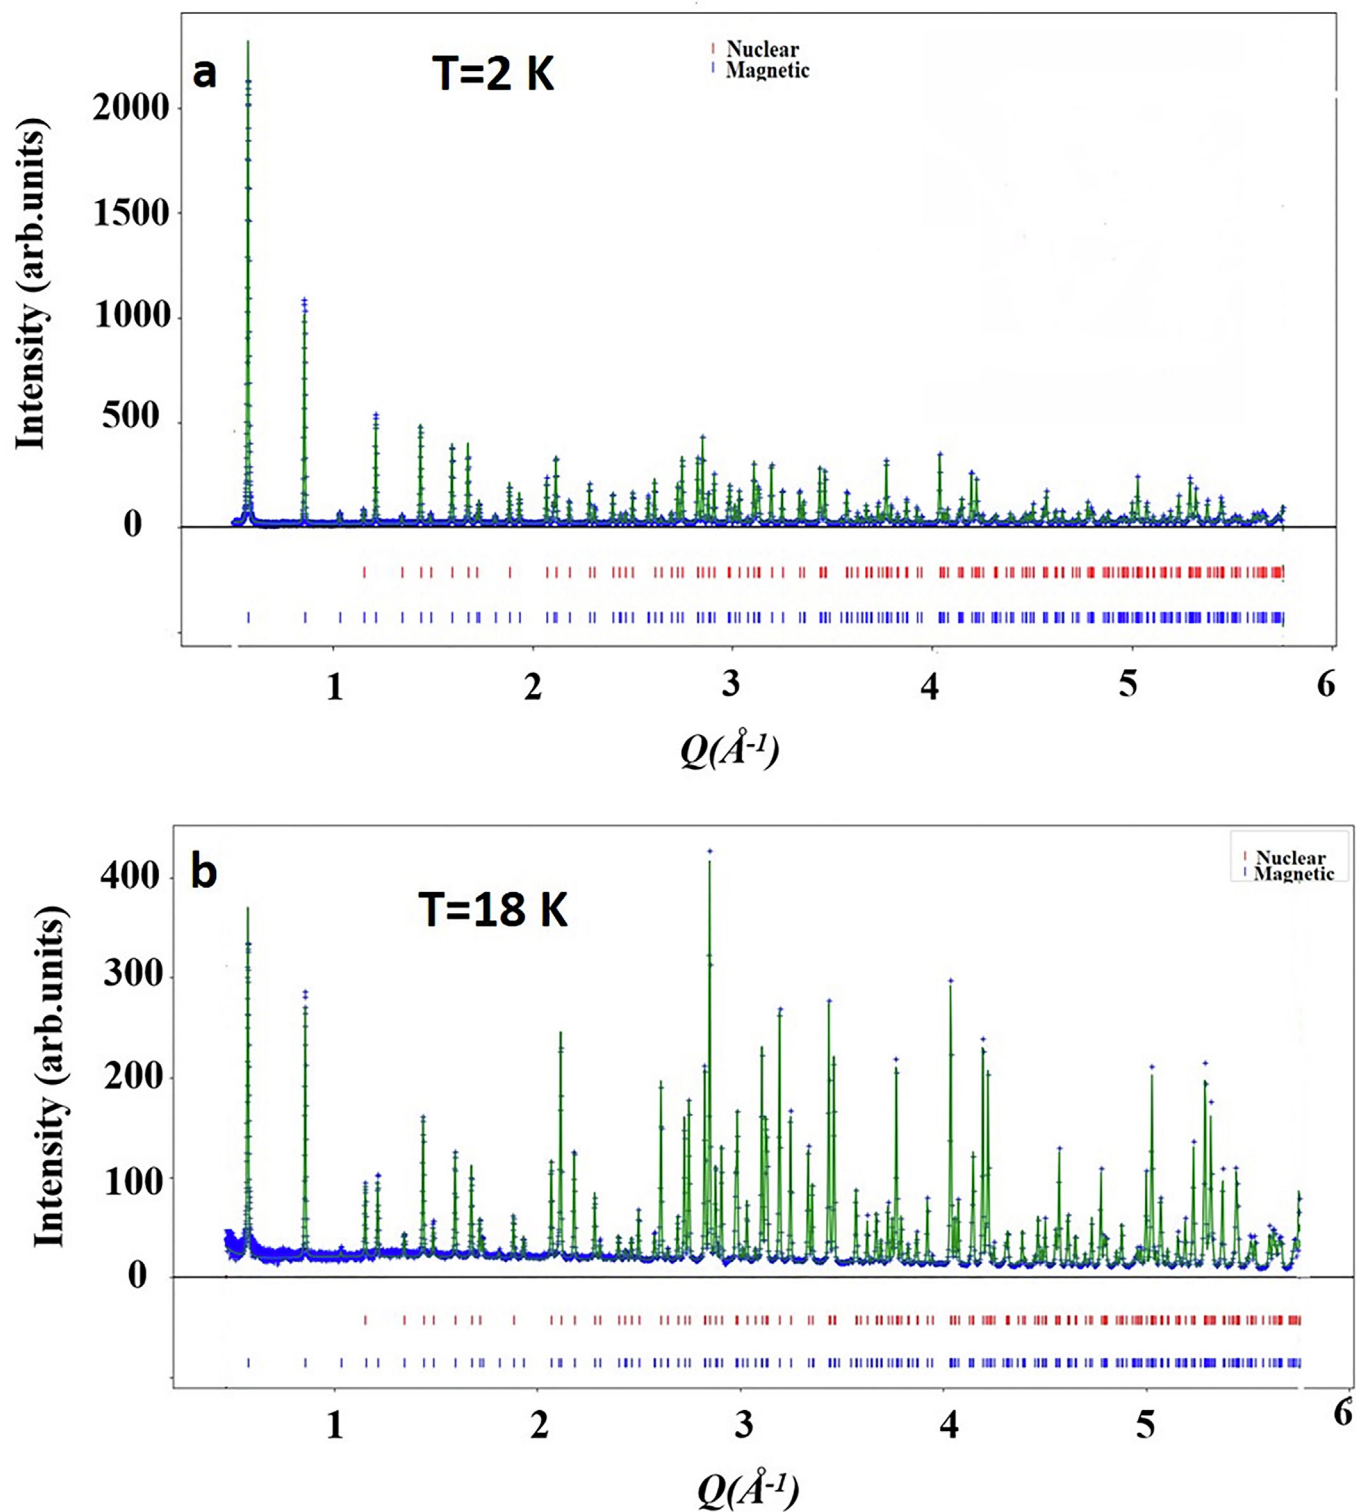 a
T=2 K
Nuclear
Magnetic
2000
1500
1000
500
0
Intensity (arb.units)
1 2 3 4 5 6
Q(Å-1)
b
T=18 K
Nuclear
Magnetic
400
300
200
100
0
Intensity (arb.units)
1 2 3 4 5 6
Q(Å-1)